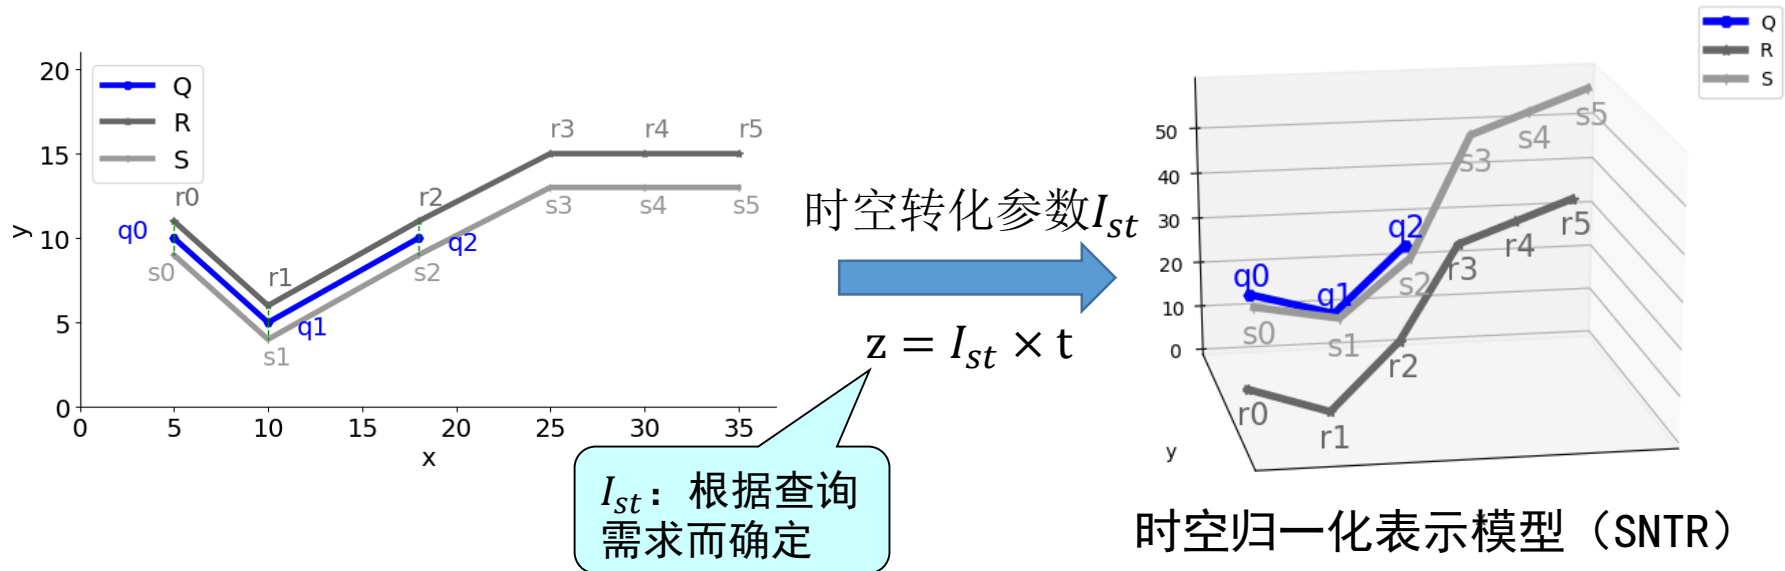 20
15
10
5
0
y
Q
R
S
r0
r1
r2
r3
r4
r5
q0
q1
q2
s0
s1
s2
s3
s4
s5
0 5 10 15 20 25 30 35
x
时空转化参数I_st
z = I_st × t
I_st：根据查询
需求而确定
Q
R
S
50
40
30
20
10
0
y
q0
q1
q2
s0
s1
s2
s3
s4
s5
r0
r1
r2
r3
r4
r5
时空归一化表示模型（SNTR）